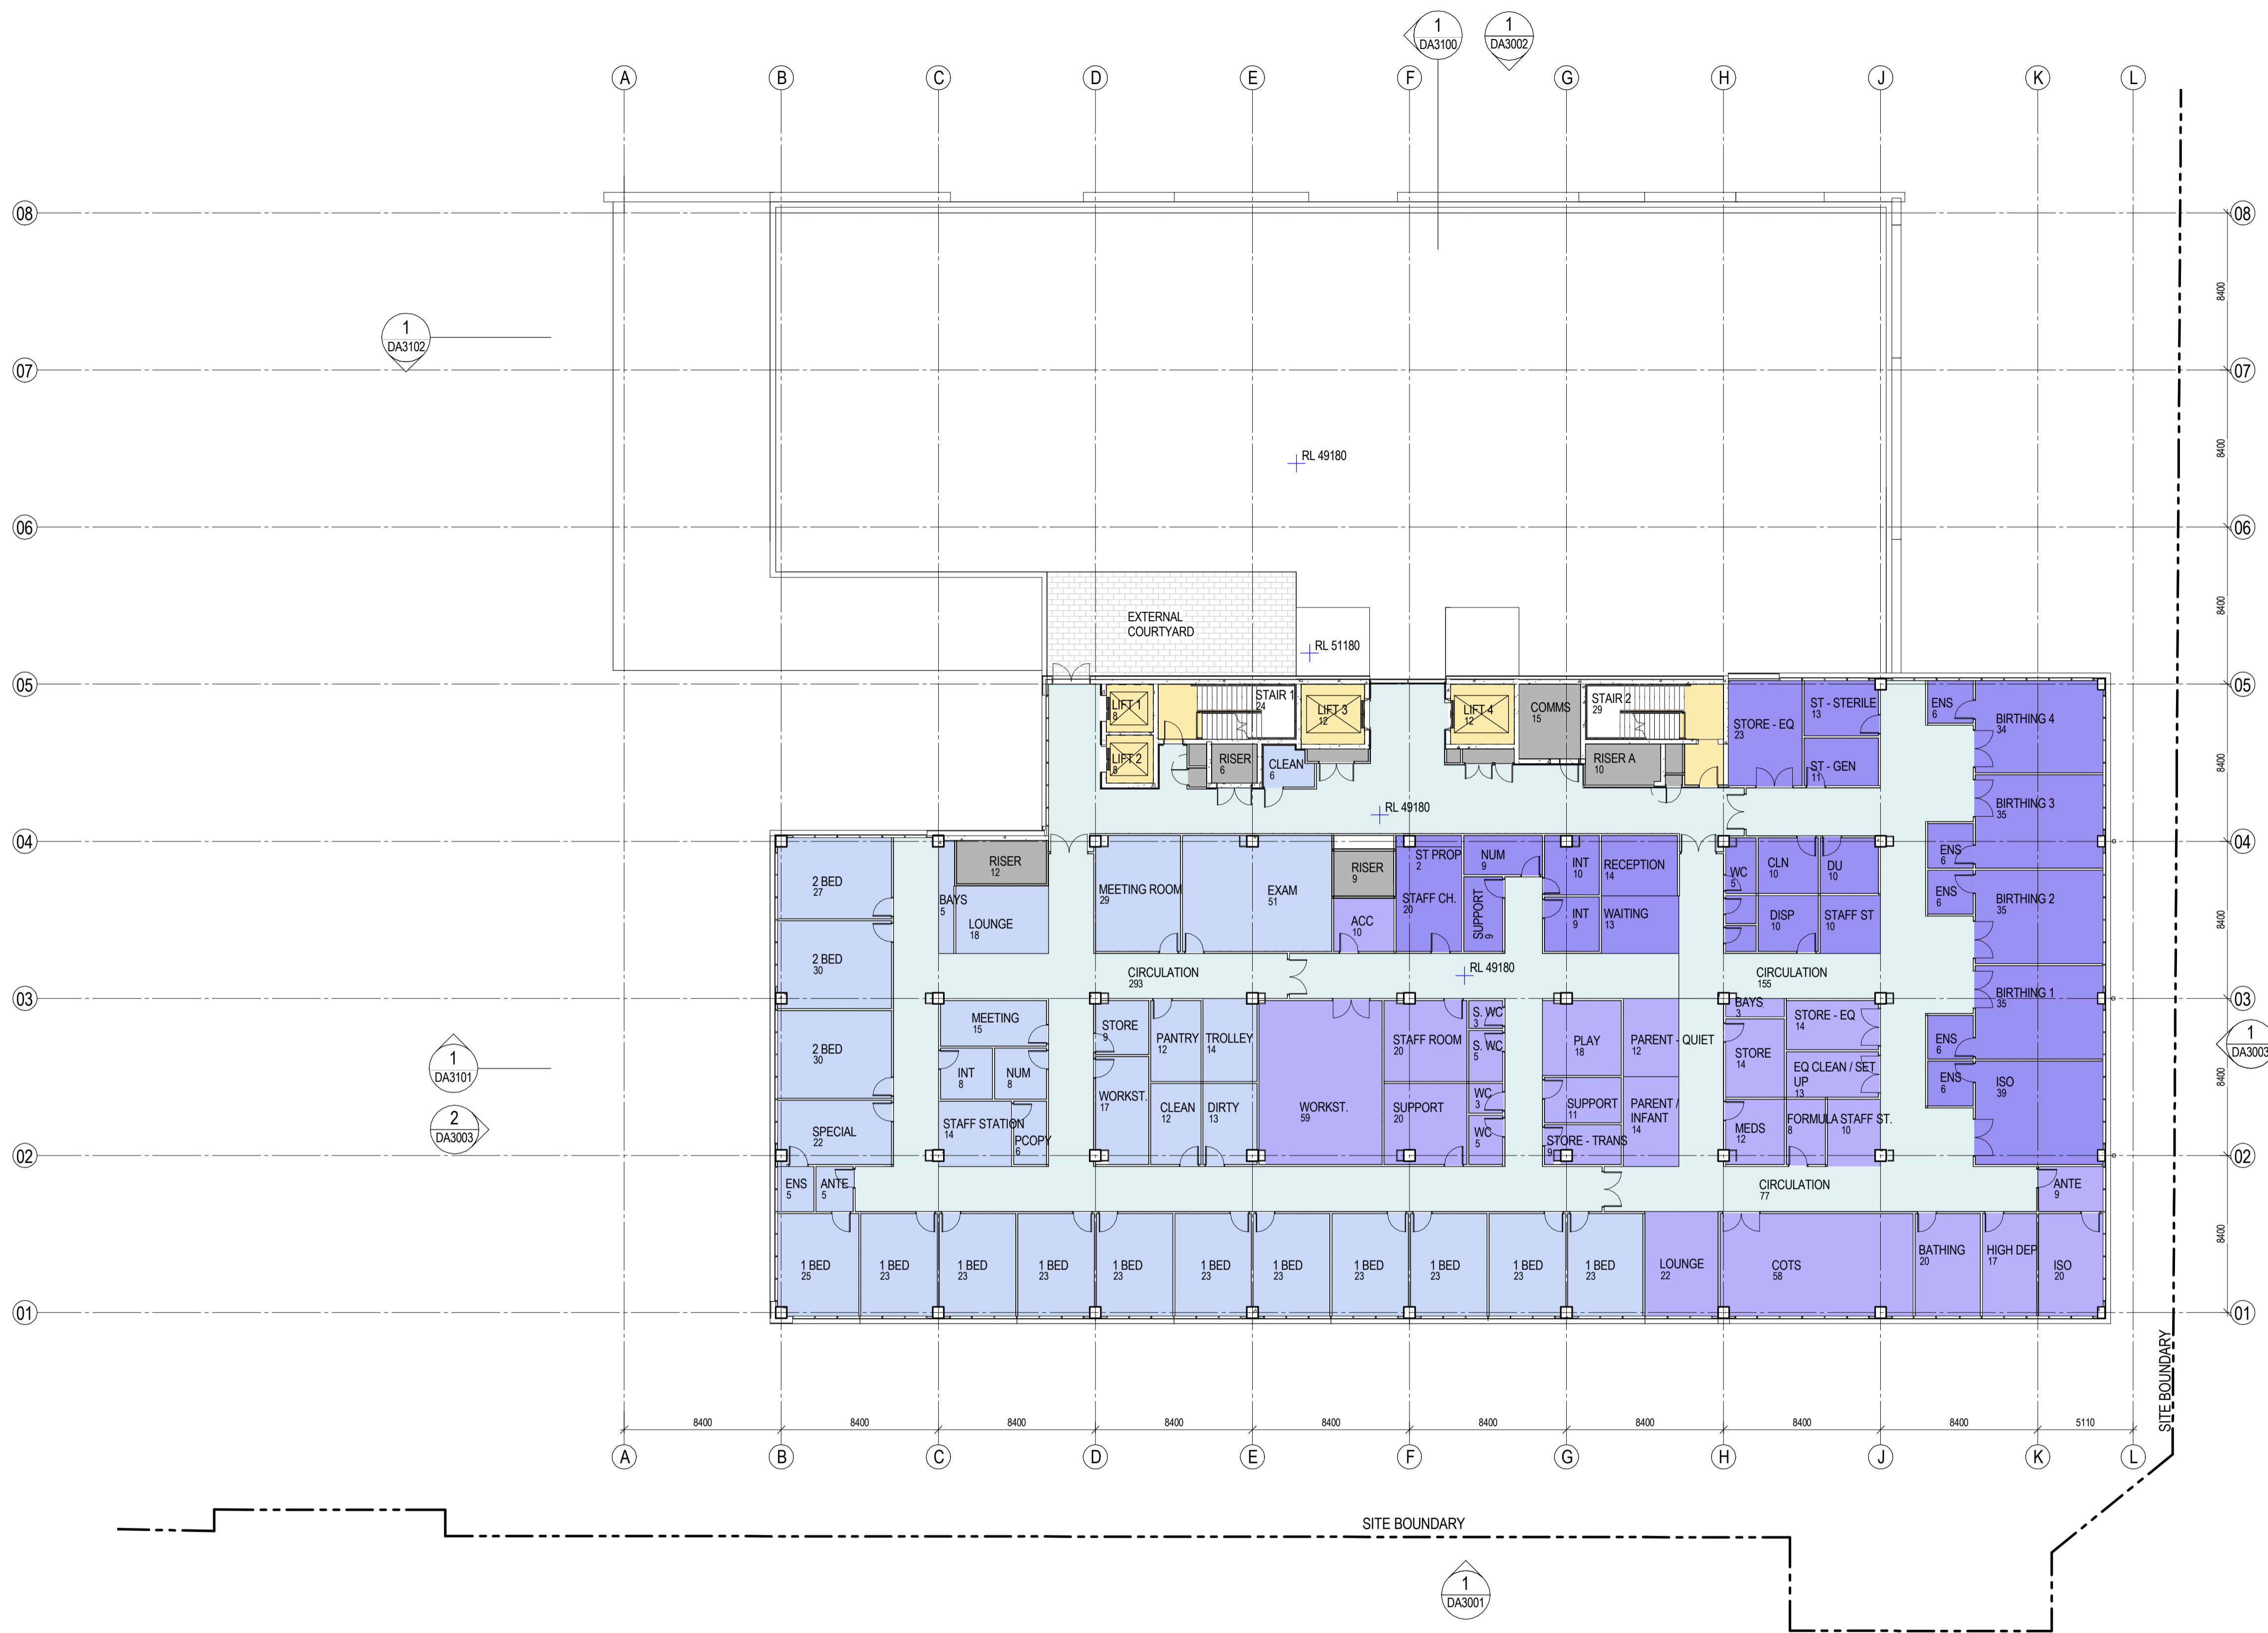 1
DA3100
1
DA3002
A
B
C
D
E
F
G
H
J
K
L
08
08
8400
1
DA3102
07
07
8400
RL 49180
06
06
8400
EXTERNAL
COURTYARD
RL 51180
05
05
LIFT 1
8
STAIR 1
24
LIFT 3
12
LIFT 4
12
COMMS
15
STAIR 2
29
STORE - EQ
23
ST - STERILE
13
ENS
6
BIRTHING 4
34
LIFT 2
8
RISER
6
CLEAN
6
RISER A
10
ST - GEN
11
8400
RL 49180
BIRTHING 3
35
04
04
2 BED
27
RISER
12
BAYS
5
LOUNGE
18
MEETING ROOM
29
EXAM
51
RISER
9
ACC
10
ST PROP
2
STAFF CH.
20
NUM
9
SUPPORT
9
INT
10
RECEPTION
14
INT
9
WAITING
13
WC
5
CLN
10
DU
10
DISP
10
STAFF ST
10
ENS
6
ENS
6
BIRTHING 2
35
8400
2 BED
30
CIRCULATION
293
RL 49180
CIRCULATION
155
BIRTHING 1
35
03
03
1
DA3003
1
DA3101
2
DA3003
2 BED
30
MEETING
15
INT
8
NUM
8
STORE
9
PANTRY
12
TROLLEY
14
WORKST.
17
CLEAN
12
DIRTY
13
WORKST.
59
STAFF ROOM
20
SUPPORT
20
S. WC
3
S. WC
5
WC
3
WC
5
PLAY
18
PARENT - QUIET
12
SUPPORT
11
PARENT /
INFANT
14
STORE - TRANS
9
BAYS
3
STORE - EQ
14
STORE
14
EQ CLEAN / SET
UP
13
MEDS
12
FORMULA
8
STAFF ST.
10
ENS
6
ENS
6
ISO
39
8400
SPECIAL
22
STAFF STATION
14
PCOPY
6
02
02
ENS
5
ANTE
5
CIRCULATION
77
ANTE
9
8400
1 BED
25
1 BED
23
1 BED
23
1 BED
23
1 BED
23
1 BED
23
1 BED
23
1 BED
23
1 BED
23
1 BED
23
1 BED
23
LOUNGE
22
COTS
58
BATHING
20
HIGH DEP
17
ISO
20
01
01
SITE BOUNDARY
8400
8400
8400
8400
8400
8400
8400
8400
8400
5110
A
B
C
D
E
F
G
H
J
K
L
SITE BOUNDARY
1
DA3001